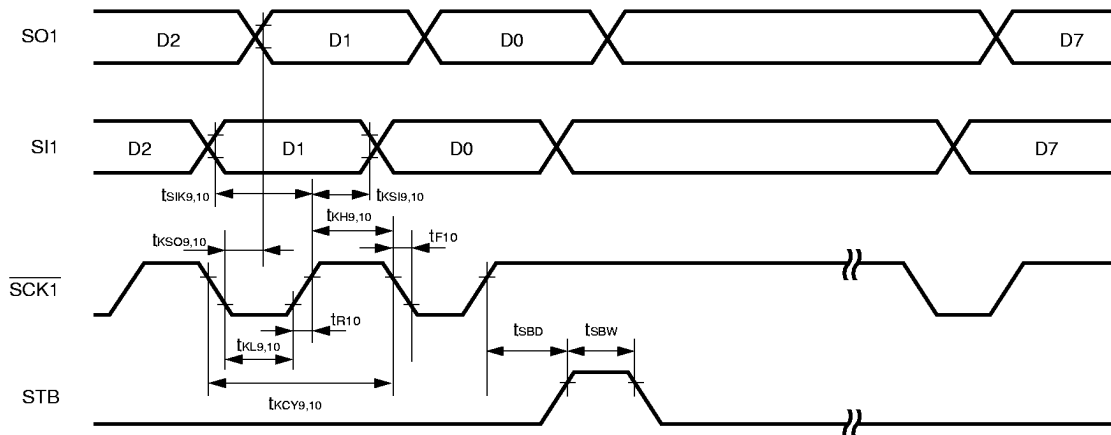 SO1 D2 D1 D0 D7
SI1 D2 D1 D0 D7
tSIK9,10 tKSI9,10
tKH9,10
tKSO9,10 tF10
SCK1
tR10 tSBD tSBW
tKL9,10
STB
tKCY9,10